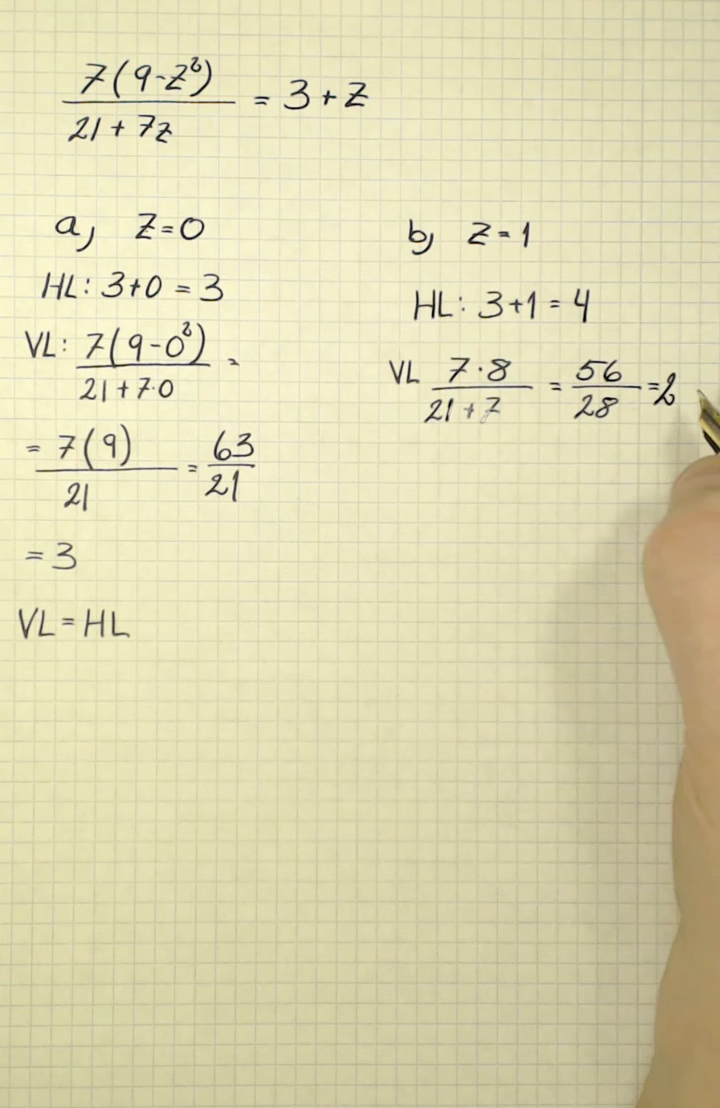 7(9-z²)/(21+7z) = 3+z
a) z=0
HL: 3+0 = 3
VL: 7(9-0²)/(21+7·0) =
= 7(9)/21 = 63/21
= 3
VL=HL
b) z=1
HL: 3+1=4
VL 7·8/(21+7) = 56/28 =2